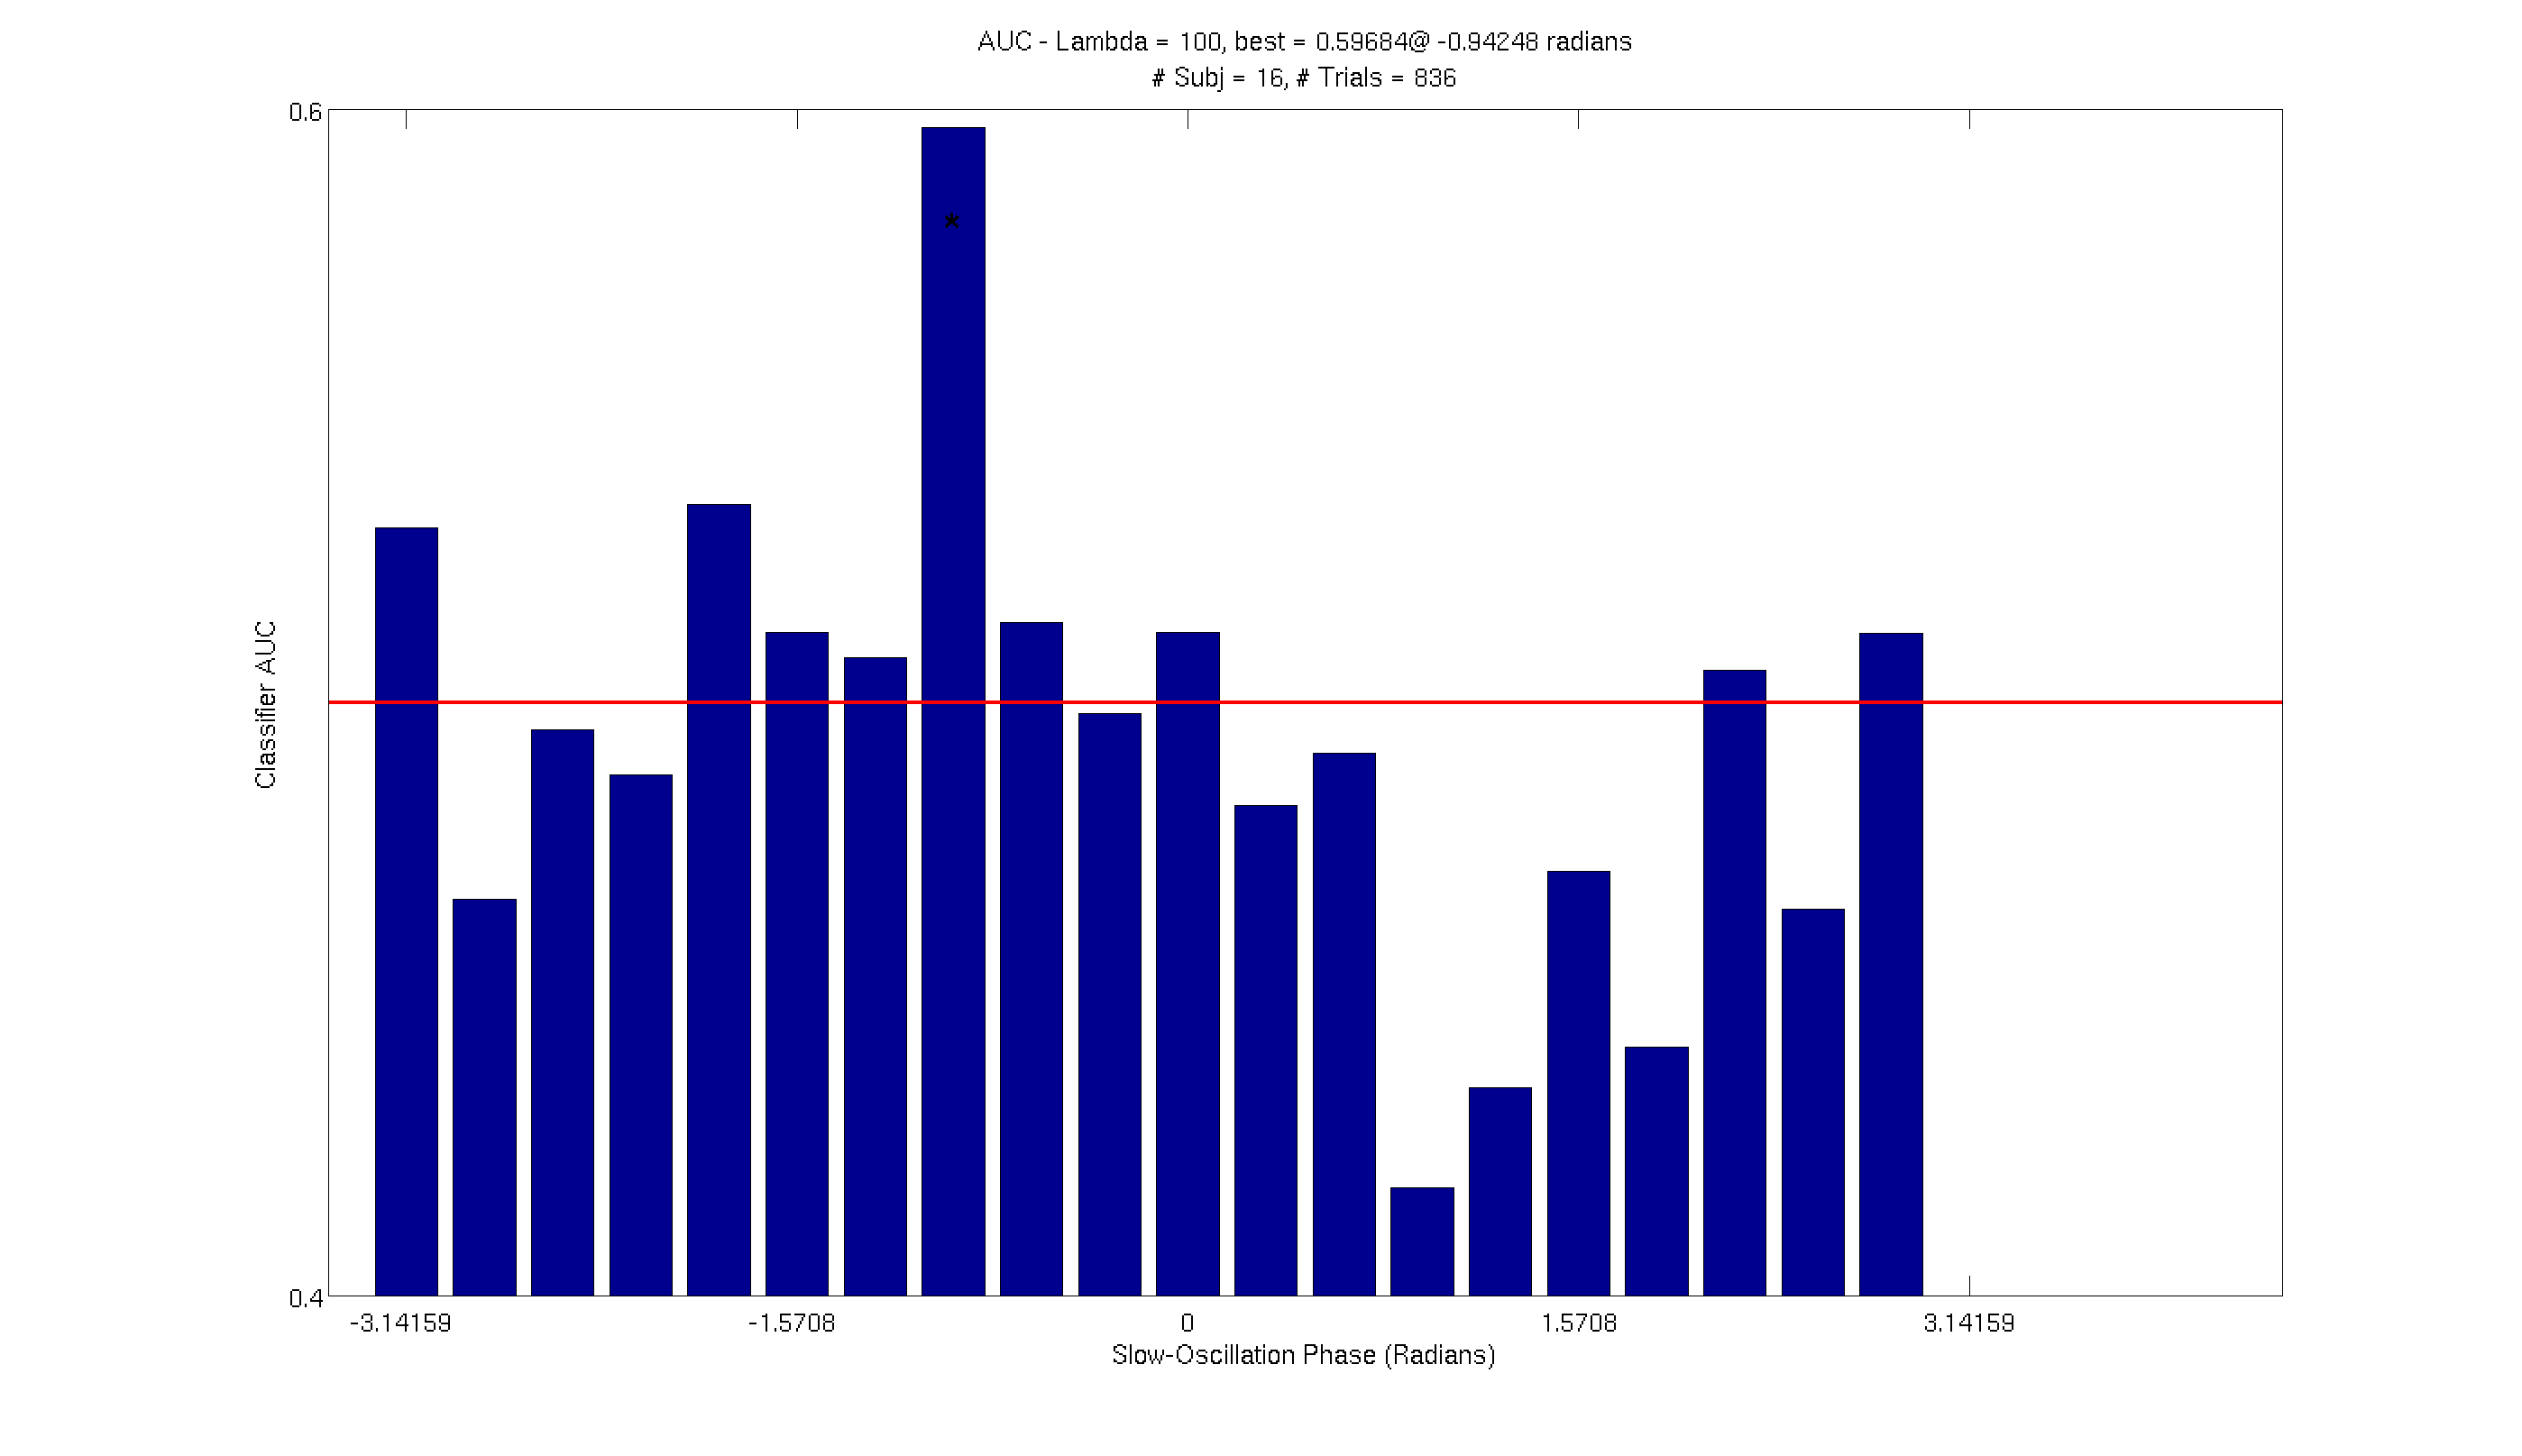 AUC - Lambda = 100, best = 0.59684@ -0.94248 radians
# Subj = 16, # Trials = 836
0.6
*
Classifier AUC
0.4
-3.14159 -1.5708 0 1.5708 3.14159
Slow-Oscillation Phase (Radians)